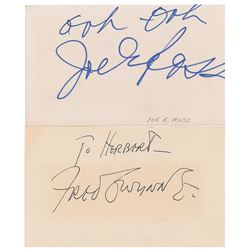 Ooh Ooh
Joe E Ross
JOE E. ROSS
To Herbert—
Fred Gwynne